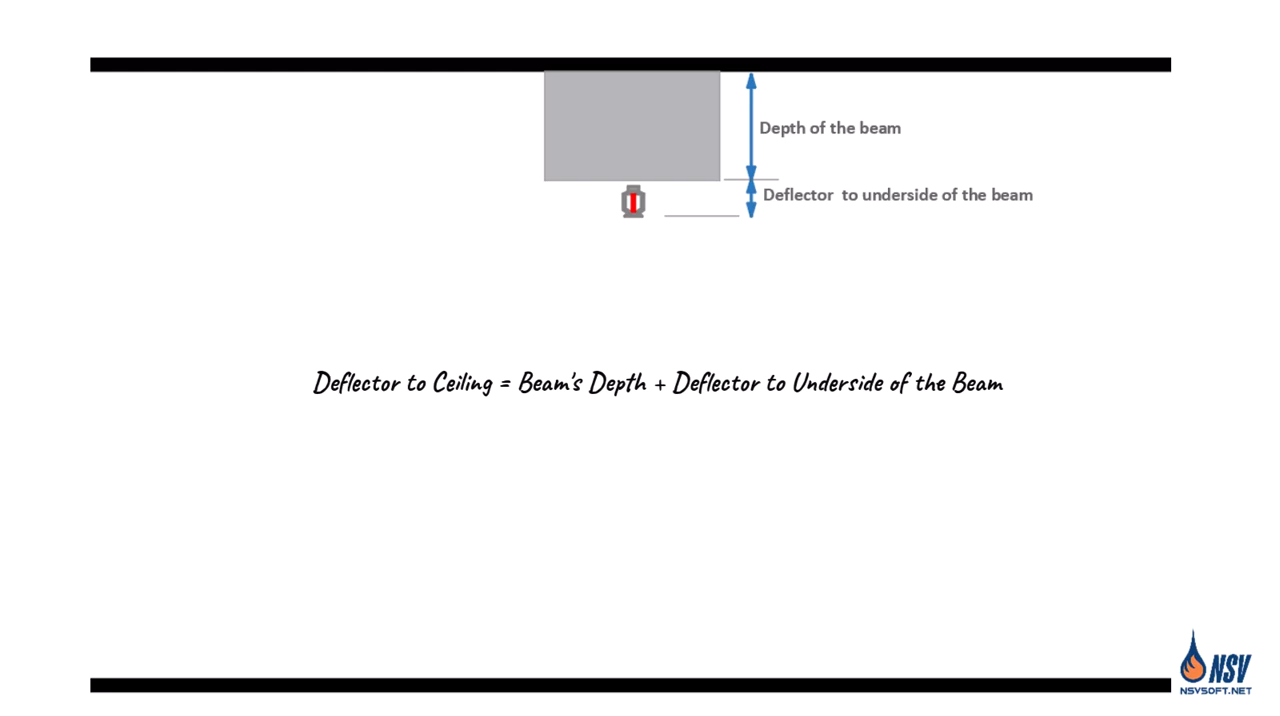 Depth of the beam
Deflector to underside of the beam
Deflector to Ceiling = Beam's Depth + Deflector to Underside of the Beam
NSV
NSVSOFT.NET